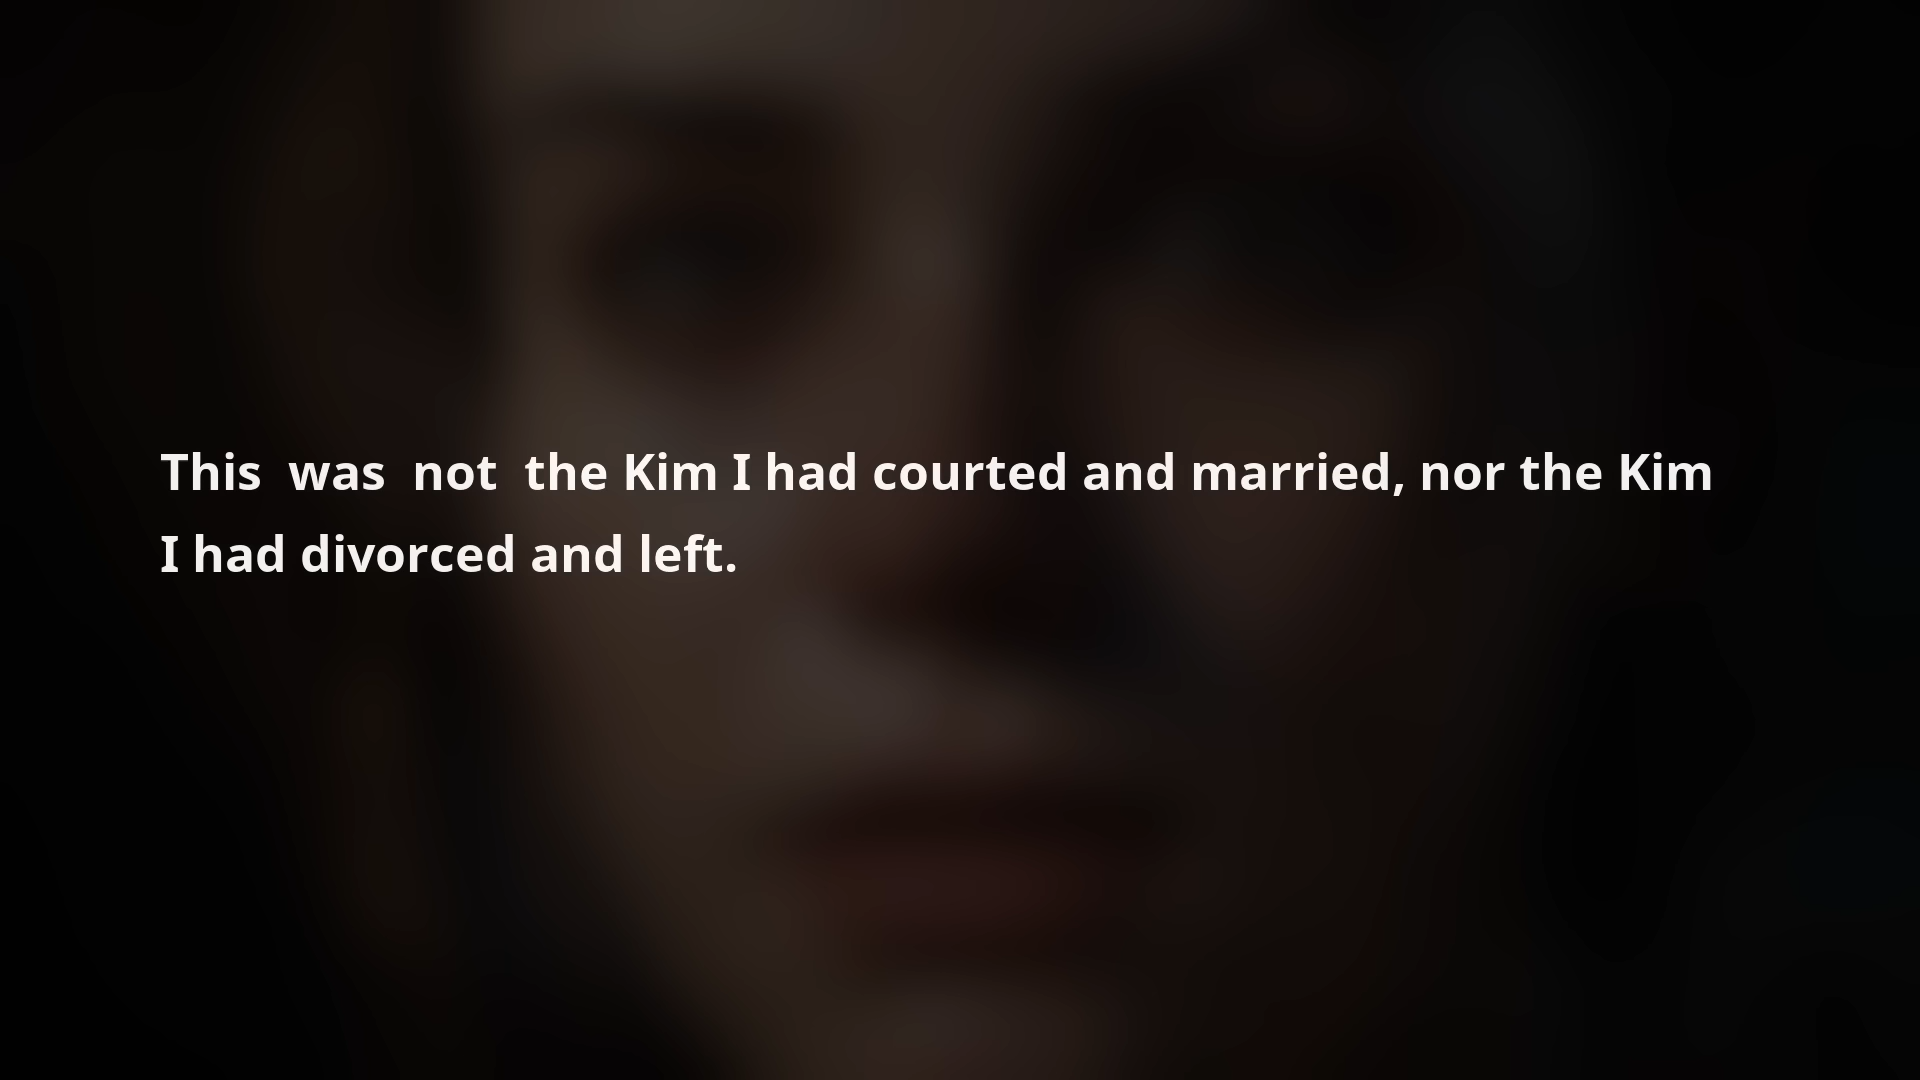 This was not the Kim I had courted and married, nor the Kim
I had divorced and left.